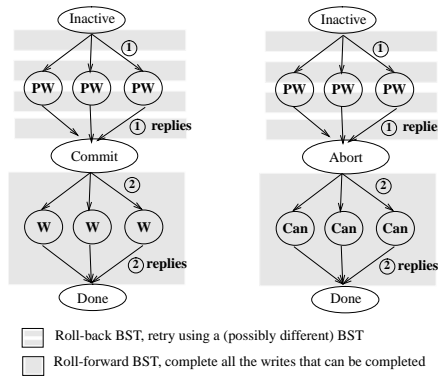 Inactive Inactive
1 1
PW PW PW PW PW PW
1 replies 1 replies
Commit Abort
2 2
W W W Can Can Can
2 replies 2 replies
Done Done
Roll-back BST, retry using a (possibly different) BST
Roll-forward BST, complete all the writes that can be completed